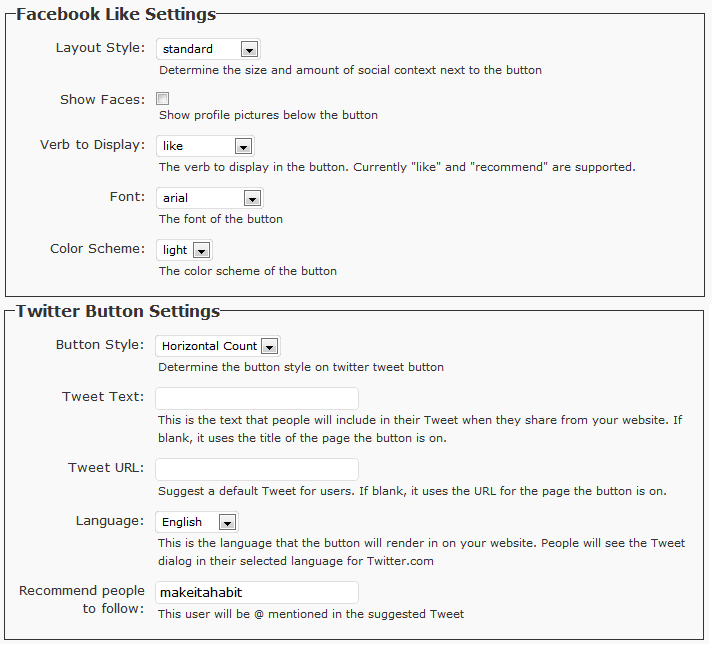 Facebook Like Settings
Layout Style: standard
Determine the size and amount of social context next to the button
Show Faces:
Show profile pictures below the button
Verb to Display: like
The verb to display in the button. Currently "like" and "recommend" are supported.
Font: arial
The font of the button
Color Scheme: light
The color scheme of the button
Twitter Button Settings
Button Style: Horizontal Count
Determine the button style on twitter tweet button
Tweet Text:
This is the text that people will include in their Tweet when they share from your website. If
blank, it uses the title of the page the button is on.
Tweet URL:
Suggest a default Tweet for users. If blank, it uses the URL for the page the button is on.
Language: English
This is the language that the button will render in on your website. People will see the Tweet
dialog in their selected language for Twitter.com
Recommend people
to follow: makeitahabit
This user will be @ mentioned in the suggested Tweet